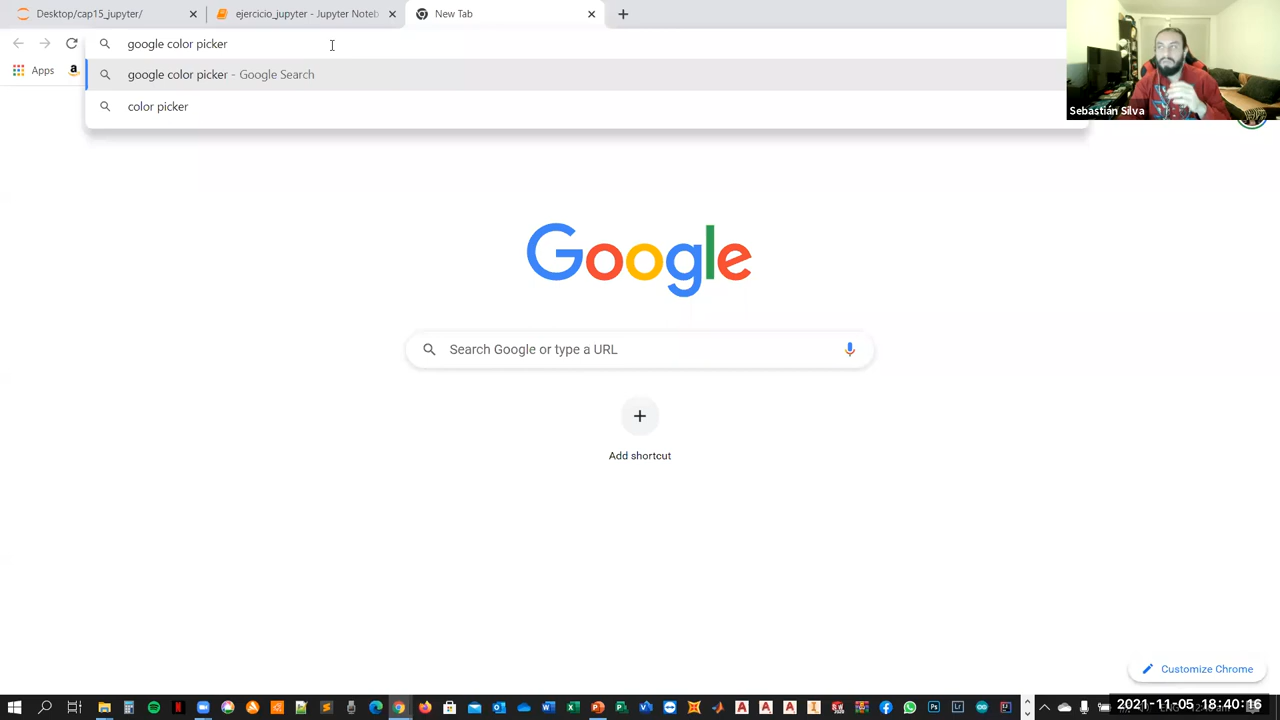 Desktop/cap15_jupyter/
ejercicio_jupyter - Jupyter Noteb
New Tab
google color picker
Apps
google color picker - Google Search
color picker
Sebastián Silva
Google
Search Google or type a URL
Add shortcut
Customize Chrome
2021-11-05 18:40:16